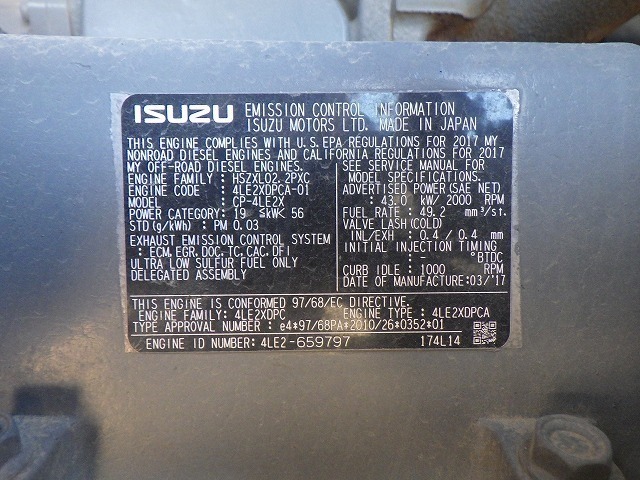 ISUZU EMISSION CONTROL INFORMATION
ISUZU MOTORS LTD. MADE IN JAPAN
THIS ENGINE COMPLIES WITH U.S.EPA REGULATIONS FOR 2017 MY
NONROAD DIESEL ENGINES AND CALIFORNIA REGULATIONS FOR 2017
MY OFF-ROAD DIESEL ENGINES.
ENGINE FAMILY : HSZXL02.2PXC
ENGINE CODE : 4LE2XDPCA-01
MODEL : CP-4LE2X
POWER CATEGORY: 19 ≦kW< 56
STD (g/kWh) : PM 0.03
EXHAUST EMISSION CONTROL SYSTEM
: ECM,EGR,DOC,TC,CAC,DFI
ULTRA LOW SULFUR FUEL ONLY
DELEGATED ASSEMBLY
SEE SERVICE MANUAL FOR
MODEL SPECIFICATIONS.
ADVERTISED POWER (SAE NET)
: 43.0 kW/ 2000 RPM
FUEL RATE: 49.2 mm³/st.
VALVE LASH (COLD)
INL/EXH : 0.4/ 0.4 mm
INITIAL INJECTION TIMING
: °BTDC
CURB IDLE : 1000 RPM
DATE OF MANUFACTURE:03/'17
THIS ENGINE IS CONFORMED 97/68/EC DIRECTIVE.
ENGINE FAMILY: 4LE2XDPC ENGINE TYPE: 4LE2XDPCA
TYPE APPROVAL NUMBER : e4*97/68PA*2010/26*0352*01
ENGINE ID NUMBER: 4LE2-659797 174L14